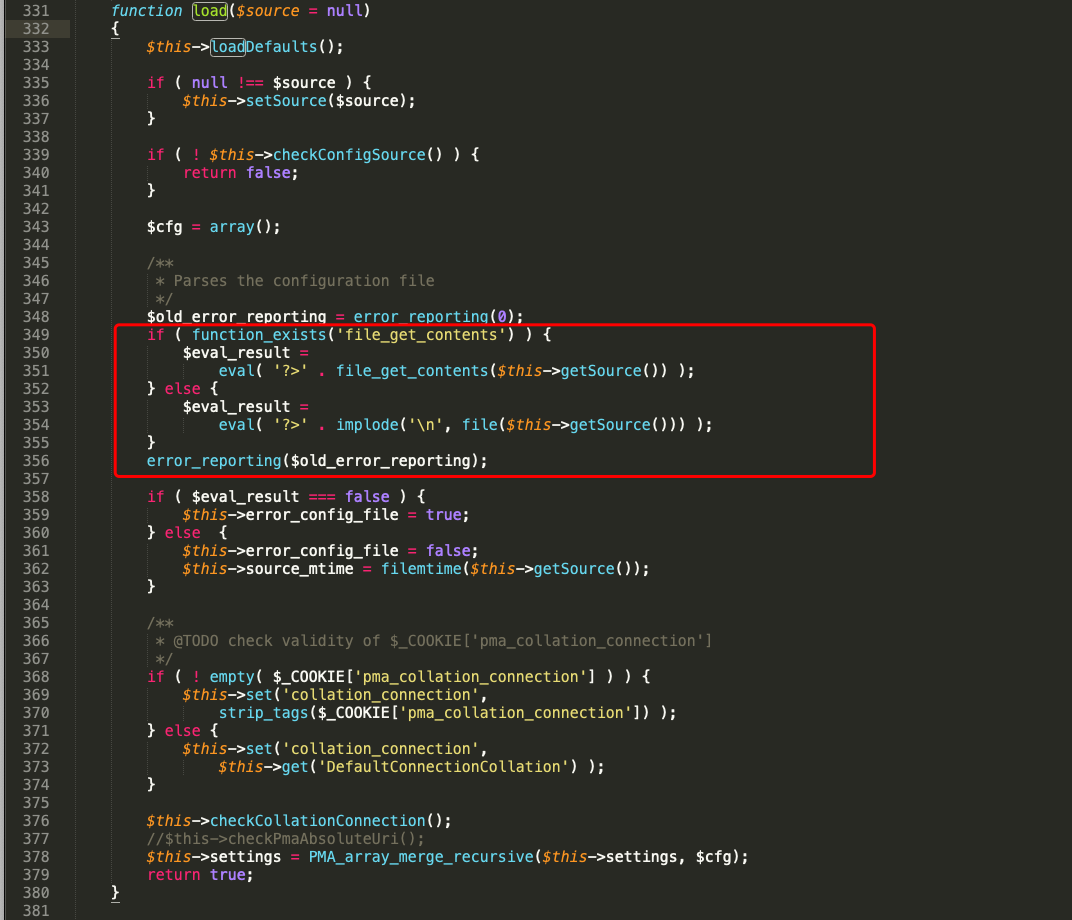 331 function load($source = null)
332 {
333 $this->loadDefaults();
334
335 if ( null !== $source ) {
336 $this->setSource($source);
337 }
338
339 if ( ! $this->checkConfigSource() ) {
340 return false;
341 }
342
343 $cfg = array();
344
345 /**
346 * Parses the configuration file
347 */
348 $old_error_reporting = error_reporting(0);
349 if ( function_exists('file_get_contents') ) {
350 $eval_result =
351 eval( '?>' . file_get_contents($this->getSource()) );
352 } else {
353 $eval_result =
354 eval( '?>' . implode('\n', file($this->getSource())) );
355 }
356 error_reporting($old_error_reporting);
357
358 if ( $eval_result === false ) {
359 $this->error_config_file = true;
360 } else  {
361 $this->error_config_file = false;
362 $this->source_mtime = filemtime($this->getSource());
363 }
364
365 /**
366 * @TODO check validity of $_COOKIE['pma_collation_connection']
367 */
368 if ( ! empty( $_COOKIE['pma_collation_connection'] ) ) {
369 $this->set('collation_connection',
370 strip_tags($_COOKIE['pma_collation_connection']) );
371 } else {
372 $this->set('collation_connection',
373 $this->get('DefaultConnectionCollation') );
374 }
375
376 $this->checkCollationConnection();
377 //$this->checkPmaAbsoluteUri();
378 $this->settings = PMA_array_merge_recursive($this->settings, $cfg);
379 return true;
380 }
381